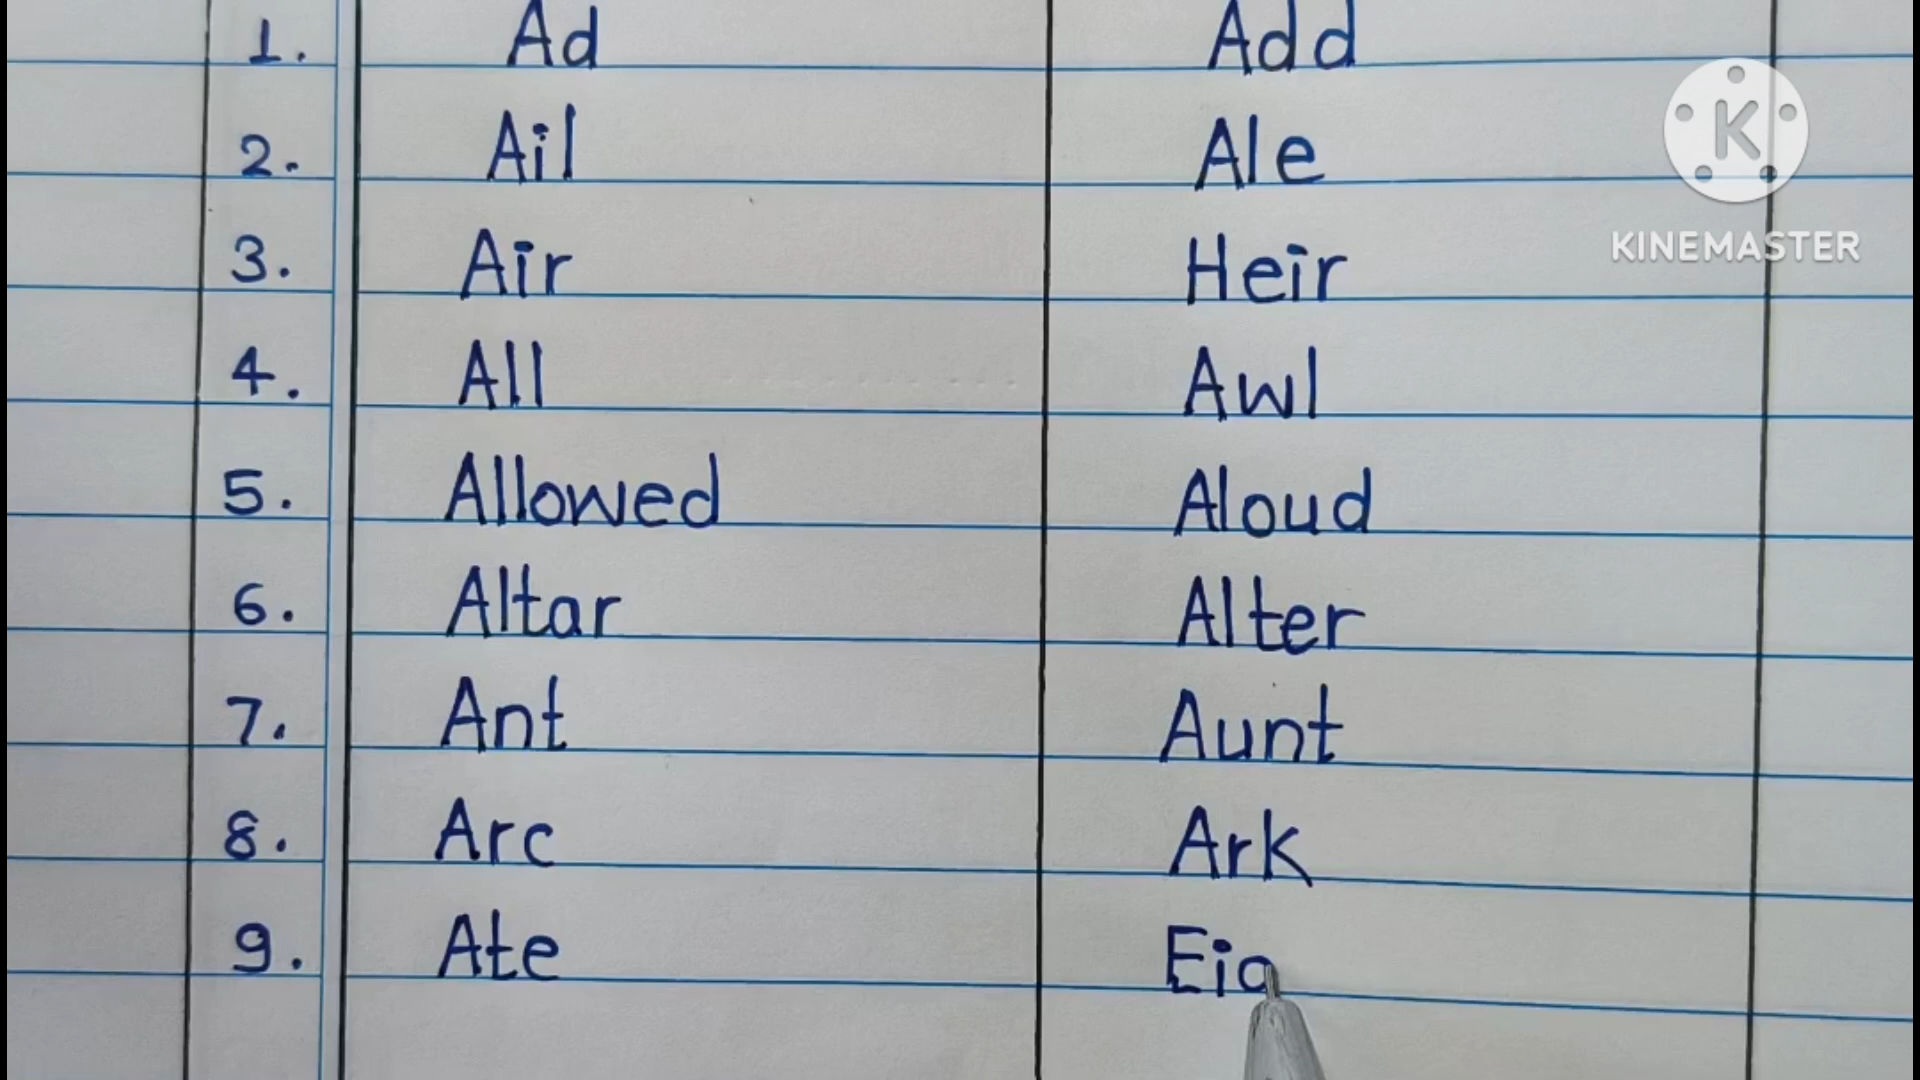 1. Ad Add
2. Ail Ale
3. Air Heir
4. All Awl
5. Allowed Aloud
6. Altar Alter
7. Ant Aunt
8. Arc Ark
9. Ate
K
KINEMASTER